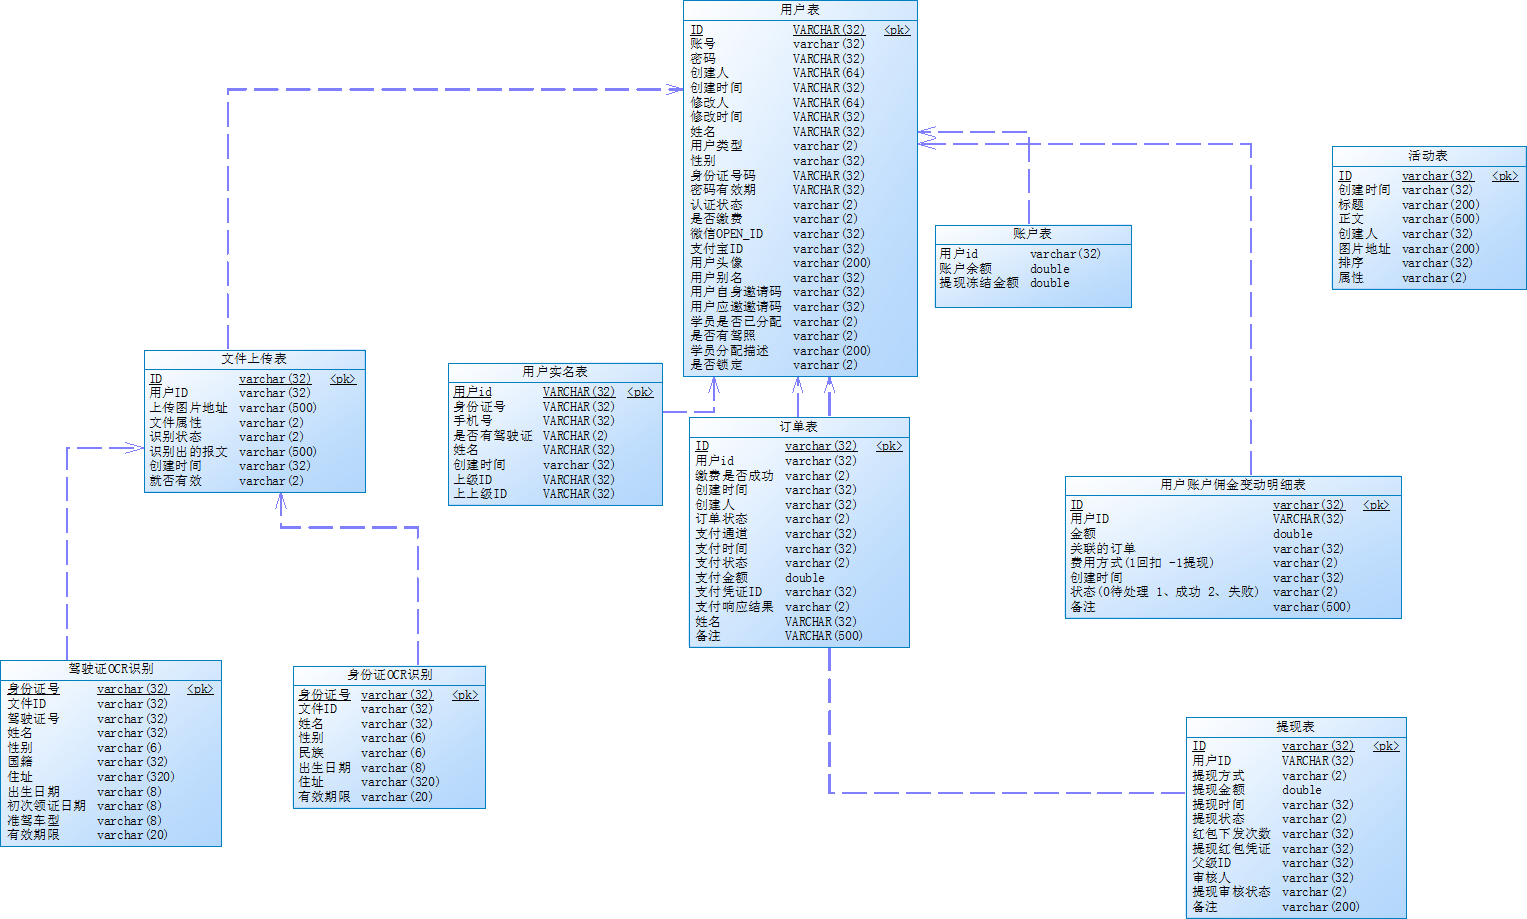 用户表
ID VARCHAR(32) <pk>
账号 varchar(32)
密码 VARCHAR(32)
创建人 VARCHAR(64)
创建时间 VARCHAR(32)
修改人 VARCHAR(64)
修改时间 VARCHAR(32)
姓名 VARCHAR(32)
用户类型 varchar(2)
性别 varchar(32)
身份证号码 VARCHAR(32)
密码有效期 VARCHAR(32)
认证状态 varchar(2)
是否缴费 varchar(2)
微信OPEN_ID varchar(32)
支付宝ID varchar(32)
用户头像 varchar(200)
用户别名 varchar(32)
用户自身邀请码 varchar(32)
用户应邀邀请码 varchar(32)
学员是否已分配 varchar(2)
是否有驾照 varchar(2)
学员分配描述 varchar(200)
是否锁定 varchar(2)
活动表
ID varchar(32) <pk>
创建时间 varchar(32)
标题 varchar(200)
正文 varchar(500)
创建人 varchar(32)
图片地址 varchar(200)
排序 varchar(32)
属性 varchar(2)
账户表
用户id varchar(32)
账户余额 double
提现冻结金额 double
文件上传表
ID varchar(32) <pk>
用户ID varchar(32)
上传图片地址 varchar(500)
文件属性 varchar(2)
识别状态 varchar(2)
识别出的报文 varchar(500)
创建时间 varchar(32)
就否有效 varchar(2)
用户实名表
用户id VARCHAR(32) <pk>
身份证号 VARCHAR(32)
手机号 VARCHAR(32)
是否有驾驶证 VARCHAR(2)
姓名 VARCHAR(32)
创建时间 varchar(32)
上级ID VARCHAR(32)
上上级ID VARCHAR(32)
订单表
ID varchar(32) <pk>
用户id varchar(32)
缴费是否成功 varchar(2)
创建时间 varchar(32)
创建人 varchar(32)
订单状态 varchar(2)
支付通道 varchar(32)
支付时间 varchar(32)
支付状态 varchar(2)
支付金额 double
支付凭证ID varchar(32)
支付响应结果 varchar(2)
姓名 VARCHAR(32)
备注 VARCHAR(500)
用户账户佣金变动明细表
ID varchar(32) <pk>
用户ID VARCHAR(32)
金额 double
关联的订单 varchar(32)
费用方式(1回扣 -1提现) varchar(2)
创建时间 varchar(32)
状态(0待处理 1、成功 2、失败) varchar(2)
备注 varchar(500)
驾驶证OCR识别
身份证号 varchar(32) <pk>
文件ID varchar(32)
驾驶证号 varchar(32)
姓名 varchar(32)
性别 varchar(6)
国籍 varchar(32)
住址 varchar(320)
出生日期 varchar(8)
初次领证日期 varchar(8)
准驾车型 varchar(8)
有效期限 varchar(20)
身份证OCR识别
身份证号 varchar(32) <pk>
文件ID varchar(32)
姓名 varchar(32)
性别 varchar(6)
民族 varchar(6)
出生日期 varchar(8)
住址 varchar(320)
有效期限 varchar(20)
提现表
ID varchar(32) <pk>
用户ID VARCHAR(32)
提现方式 varchar(2)
提现金额 double
提现时间 varchar(32)
提现状态 varchar(2)
红包下发次数 varchar(32)
提现红包凭证 varchar(32)
父级ID varchar(32)
审核人 varchar(32)
提现审核状态 varchar(2)
备注 varchar(200)